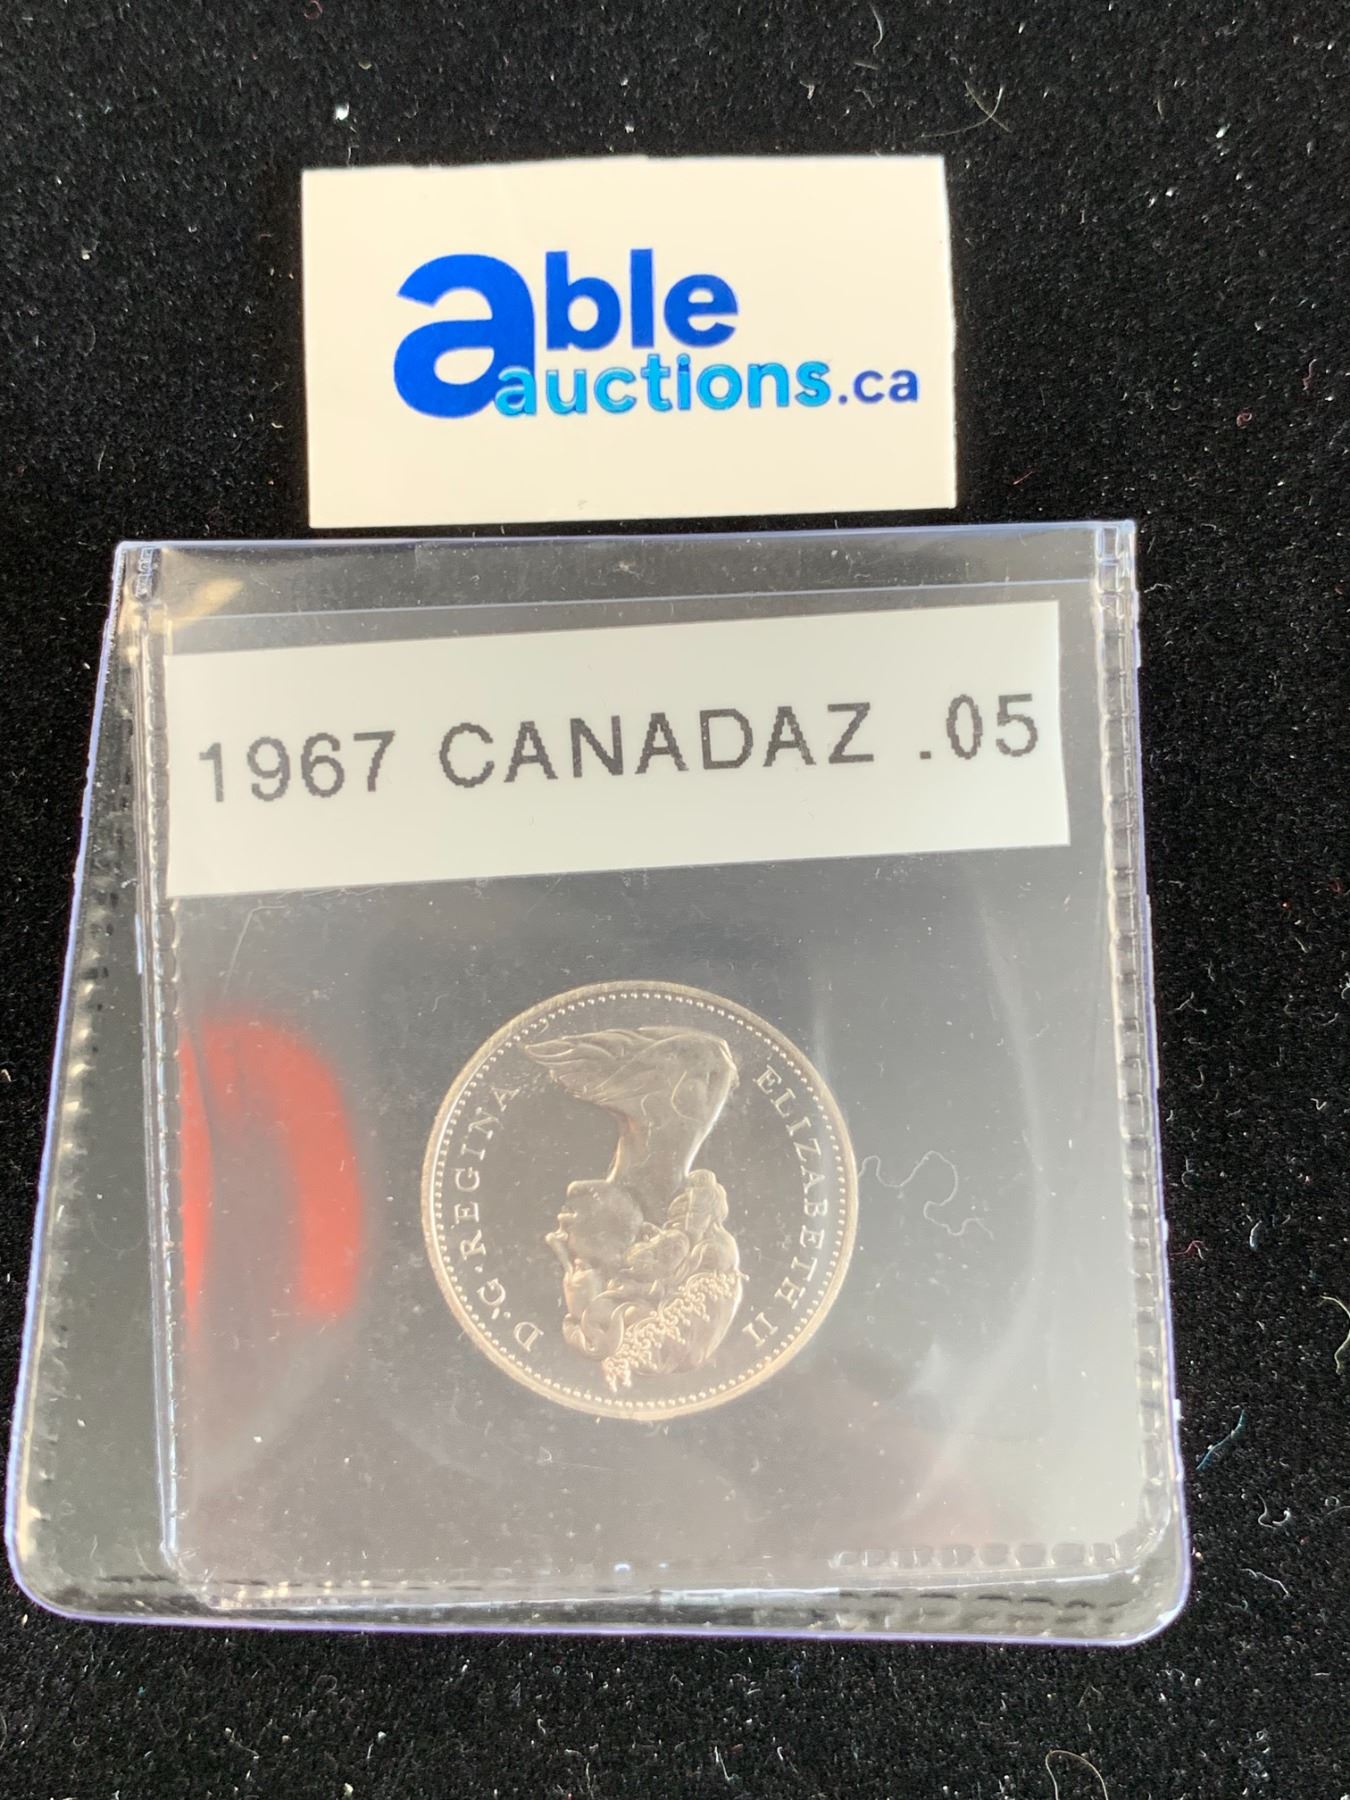 able
auctions.ca
1967 CANADAZ .05
ELIZABETH II D·G·REGINA